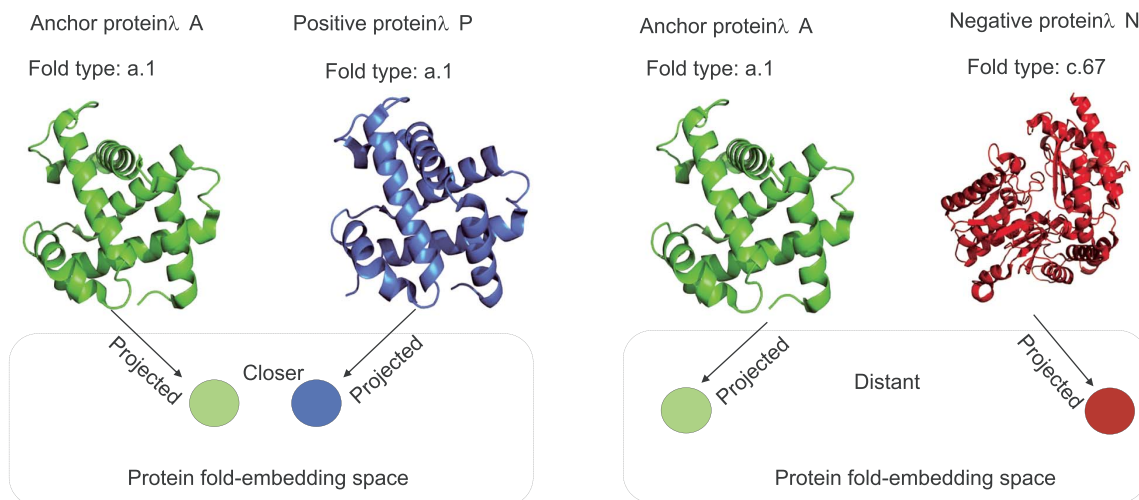 Anchor proteinλ A
Positive proteinλ P
Fold type: a.1
Fold type: a.1
Projected
Closer
Projected
Protein fold-embedding space
Anchor proteinλ A
Negative proteinλ N
Fold type: a.1
Fold type: c.67
Projected
Distant
Projected
Protein fold-embedding space